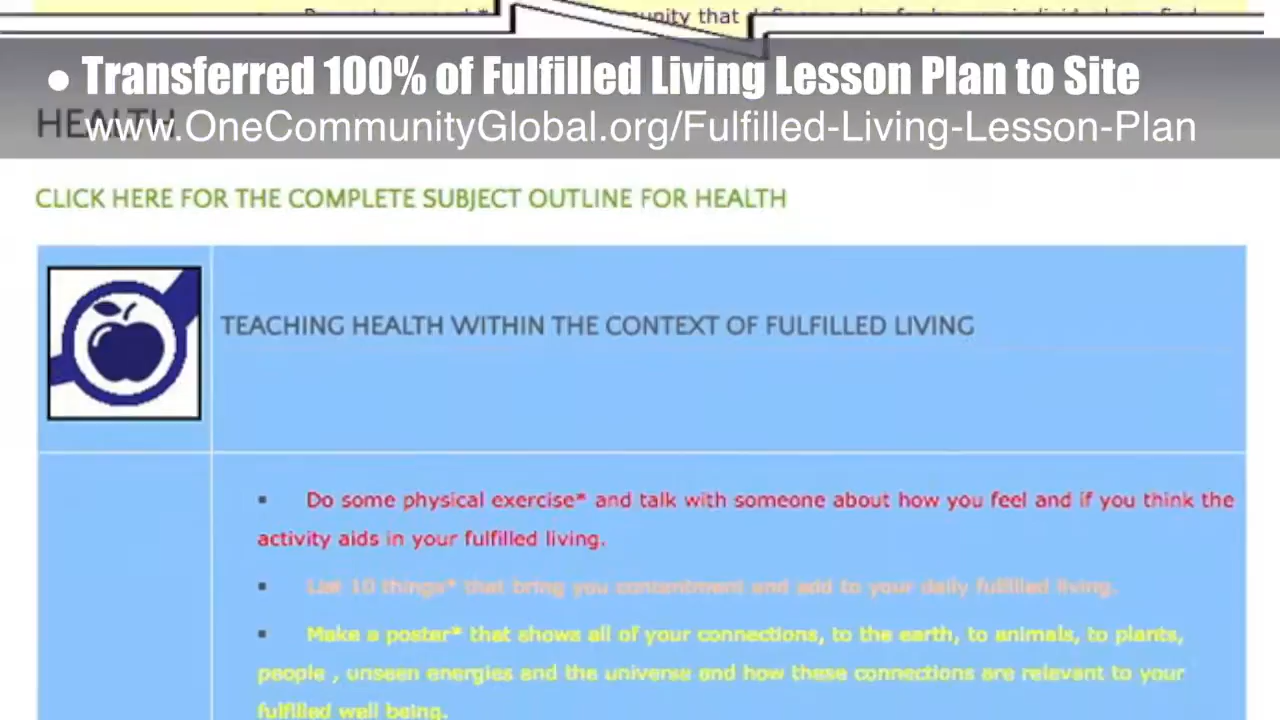 unity that
• Transferred 100% of Fulfilled Living Lesson Plan to Site
HEALTH
www.OneCommunityGlobal.org/Fulfilled-Living-Lesson-Plan
CLICK HERE FOR THE COMPLETE SUBJECT OUTLINE FOR HEALTH
TEACHING HEALTH WITHIN THE CONTEXT OF FULFILLED LIVING
▪ Do some physical exercise* and talk with someone about how you feel and if you think the
activity aids in your fulfilled living.
▪ List 10 things* that bring you contentment and add to your daily fulfilled living.
▪ Make a poster* that shows all of your connections, to the earth, to animals, to plants,
people , unseen energies and the universe and how these connections are relevant to your
fulfilled well being.